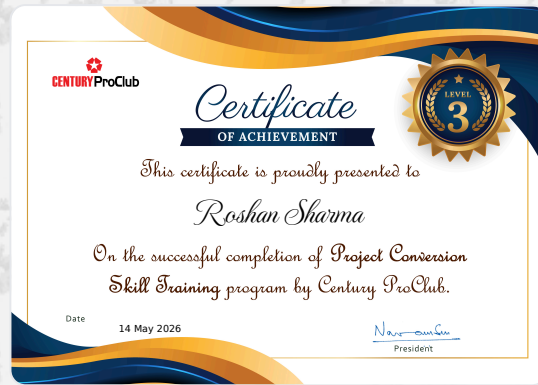 CENTURY ProClub
Certificate
OF ACHIEVEMENT
LEVEL
3
This certificate is proudly presented to
Roshan Sharma
On the successful completion of Project Conversion
Skill Training program by Century ProClub.
Date
14 May 2026
President